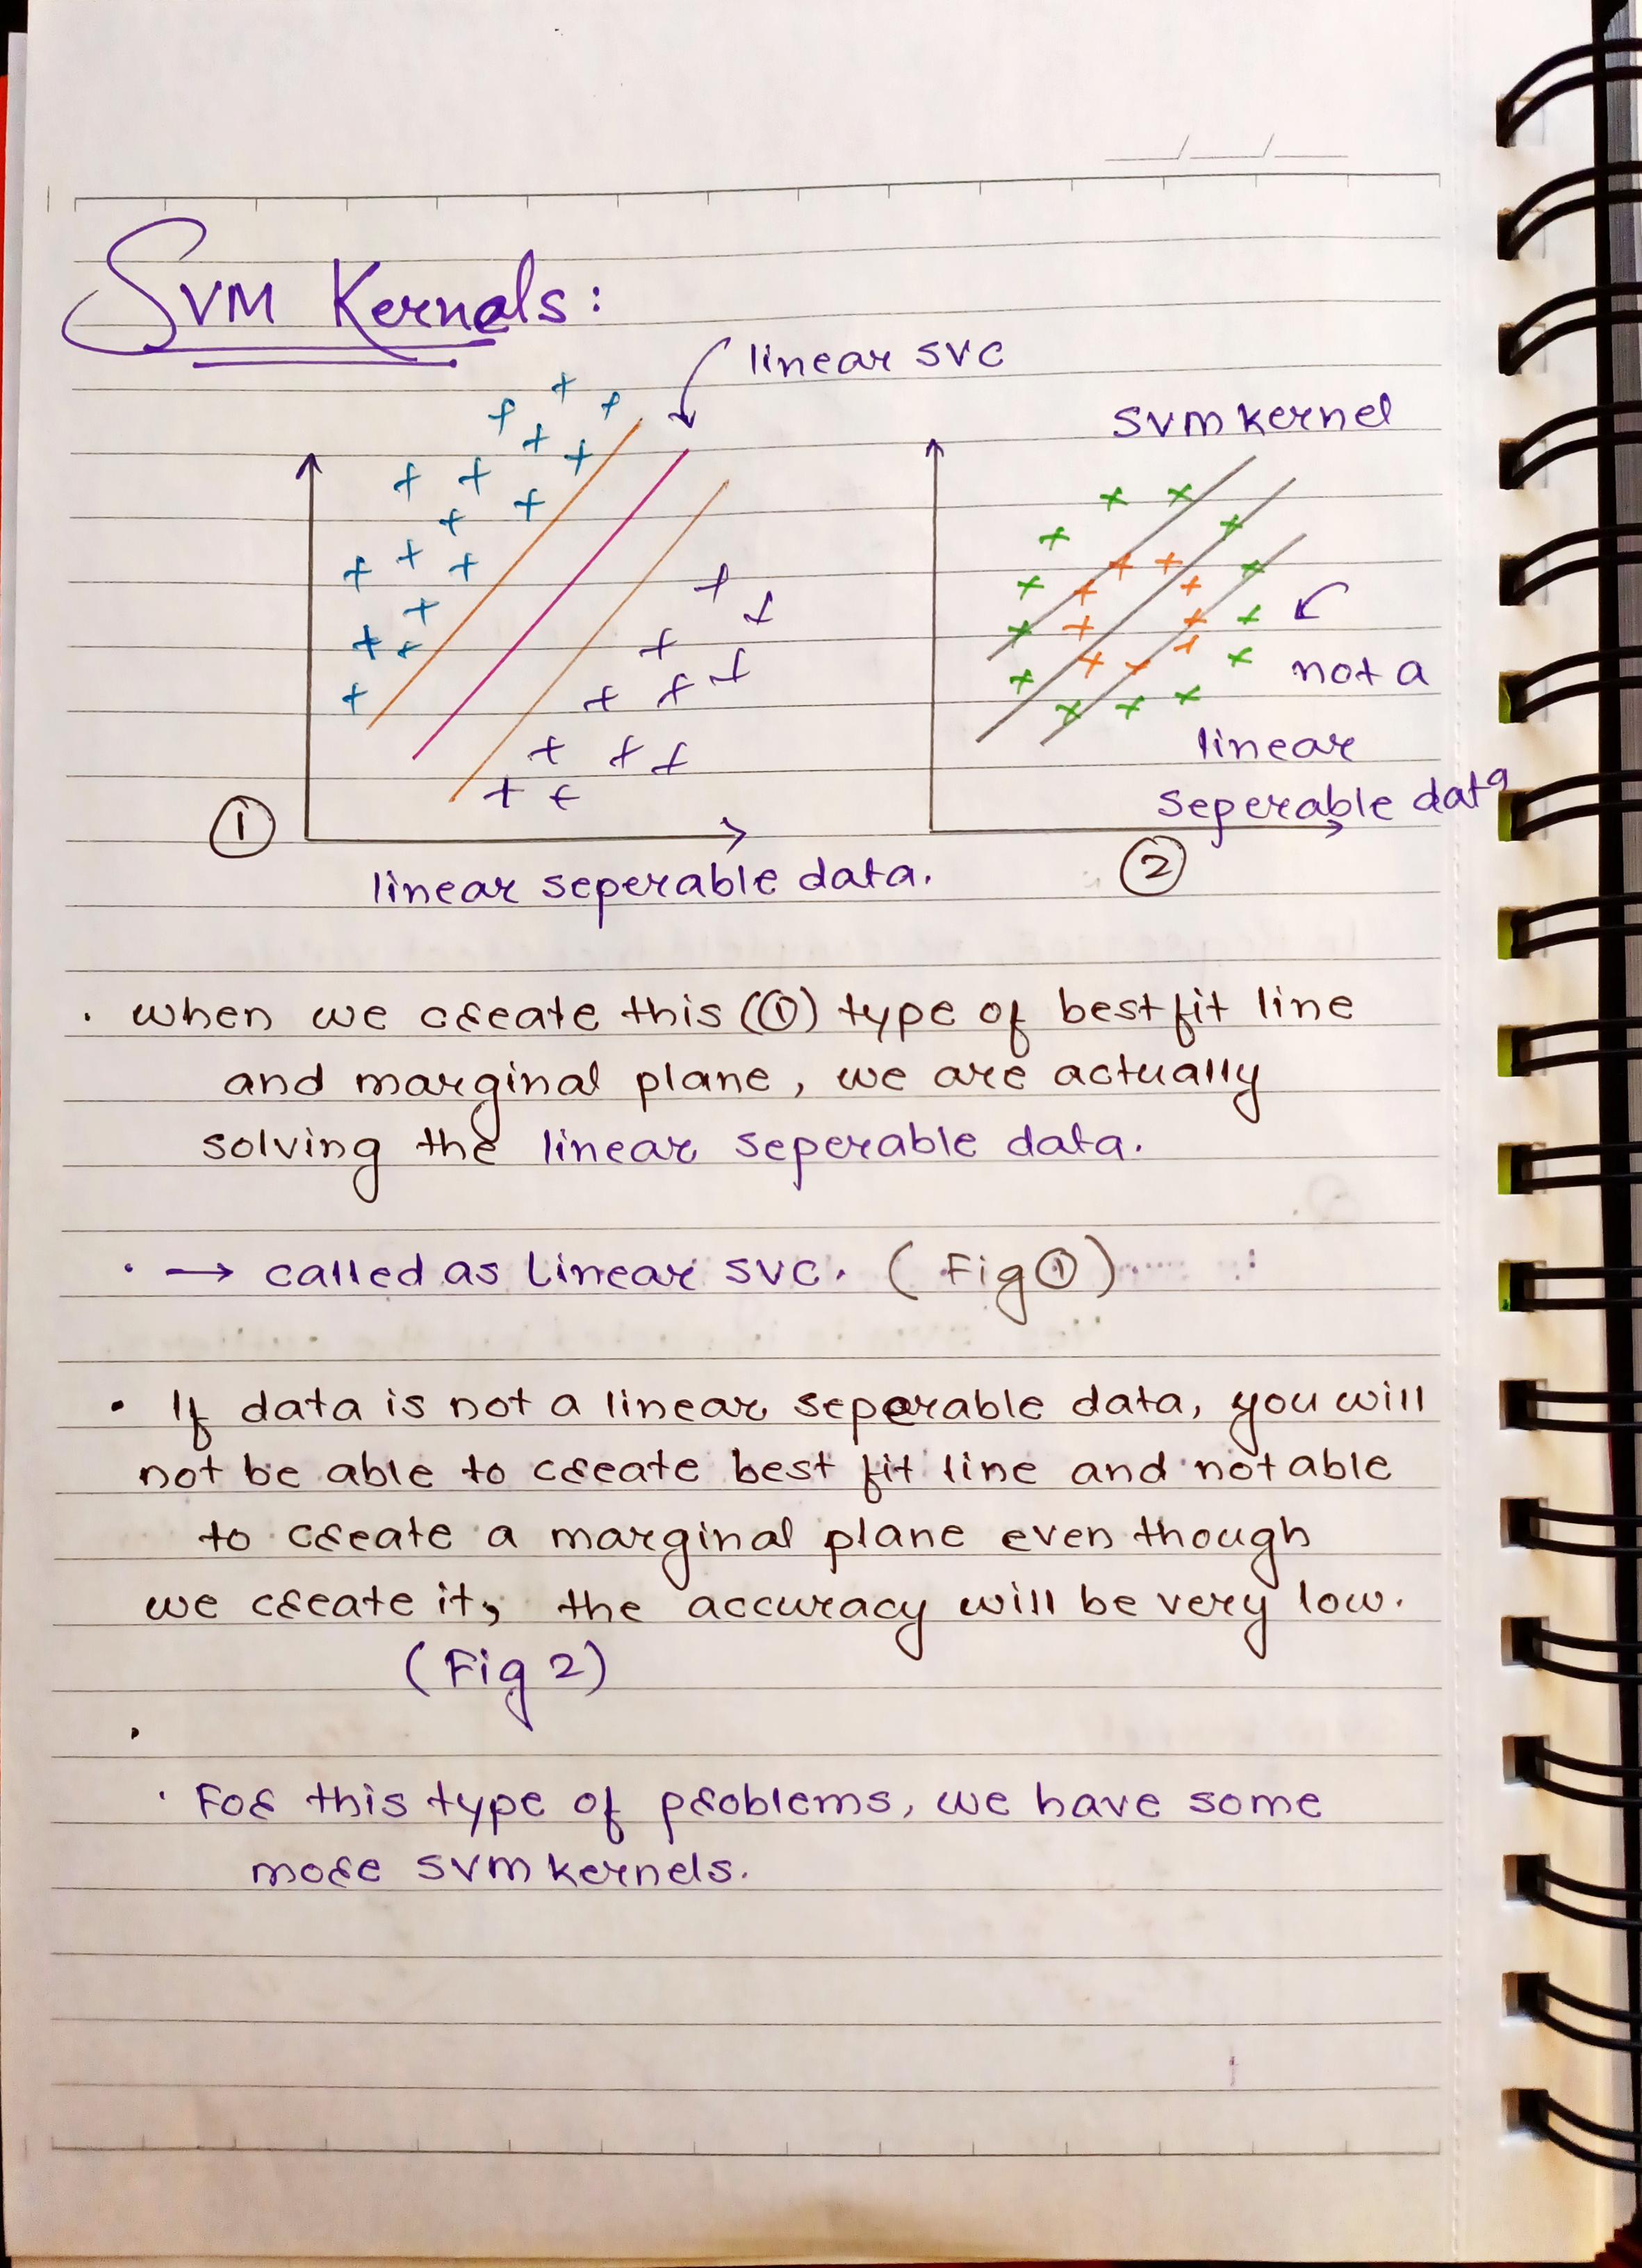 SVM Kernels:
linear SVC
SVM kernel
not a
linear
seperable data
①
②
linear seperable data.
. when we create this (①) type of best fit line
and marginal plane, we are actually
solving the linear seperable data.
. → called as Linear SVC. (Fig ①)
• If data is not a linear seperable data, you will
not be able to create best fit line and not able
to create a marginal plane even though
we create it, the accuracy will be very low.
(Fig 2)
. For this type of problems, we have some
more SVM kernels.